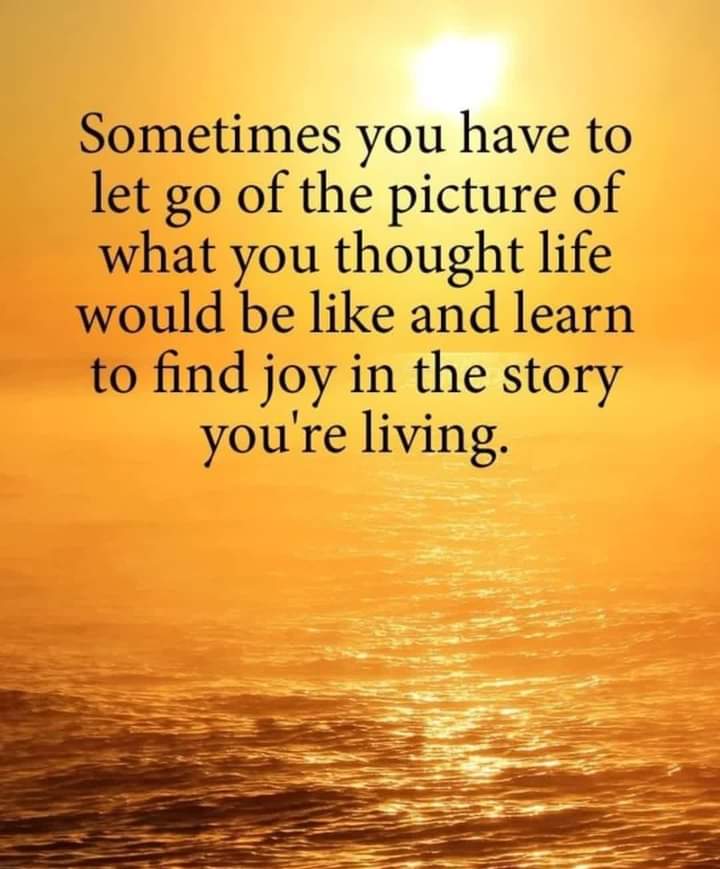 Sometimes you have to
let go of the picture of
what you thought life
would be like and learn
to find joy in the story
you're living.